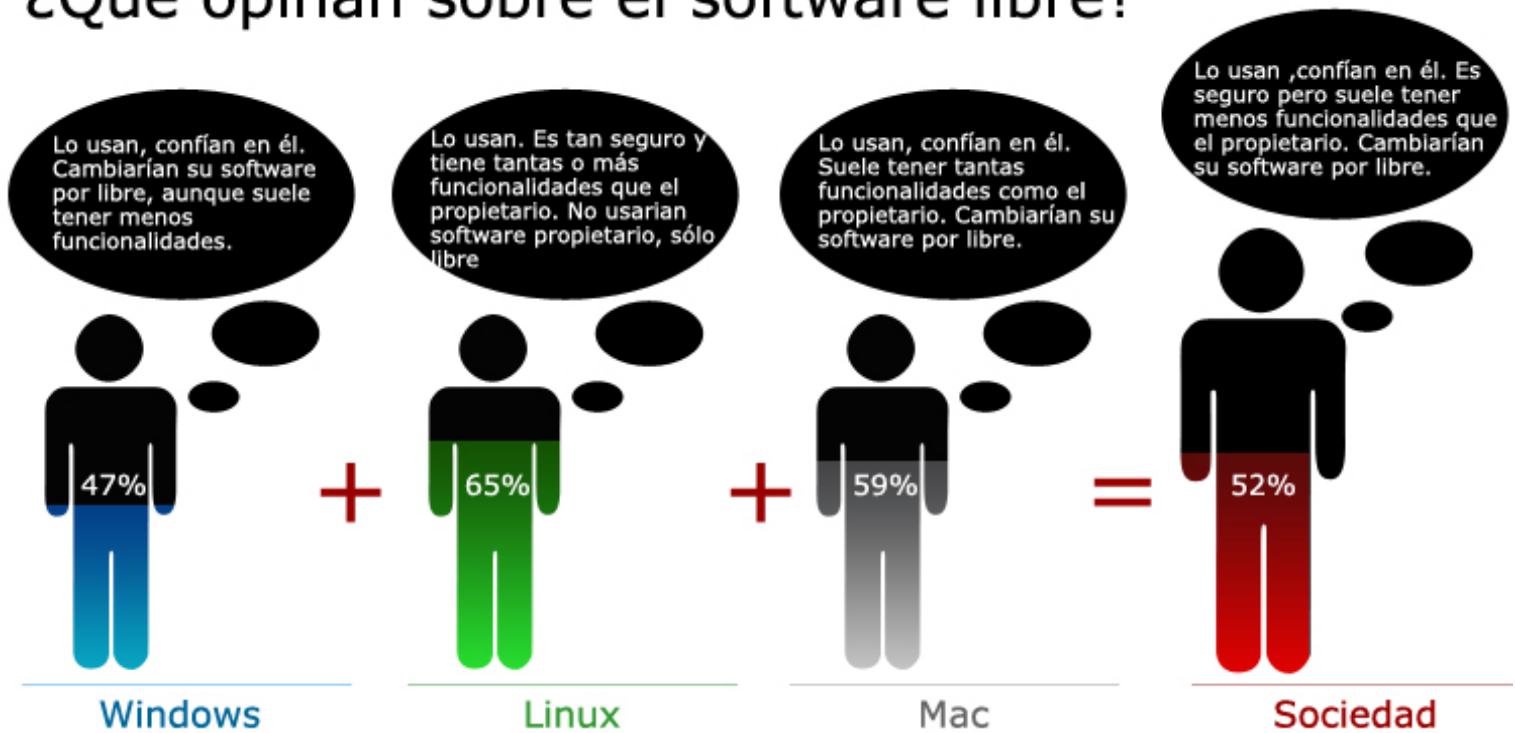 ¿Qué opinan sobre el software libre?
Lo usan, confían en él.
Cambiarían su software
por libre, aunque suele
tener menos
funcionalidades.
Lo usan. Es tan seguro y
tiene tantas o más
funcionalidades que el
propietario. No usarian
software propietario, sólo
libre
Lo usan, confían en él.
Suele tener tantas
funcionalidades como el
propietario. Cambiarían su
software por libre.
Lo usan ,confían en él. Es
seguro pero suele tener
menos funcionalidades que
el propietario. Cambiarían
su software por libre.
47%
+
65%
+
59%
=
52%
Windows
Linux
Mac
Sociedad